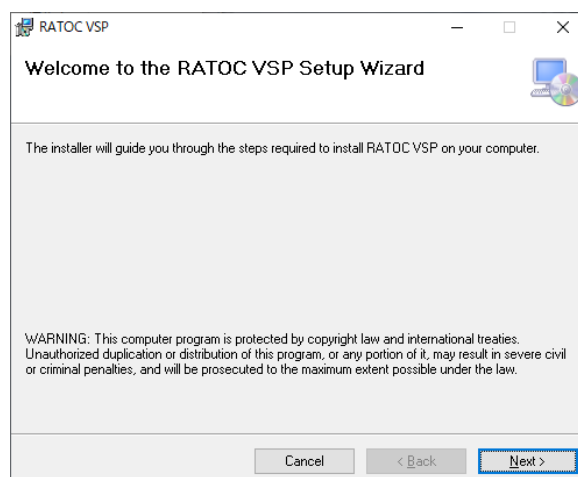 RATOC VSP
Welcome to the RATOC VSP Setup Wizard
The installer will guide you through the steps required to install RATOC VSP on your computer.
WARNING: This computer program is protected by copyright law and international treaties.
Unauthorized duplication or distribution of this program, or any portion of it, may result in severe civil
or criminal penalties, and will be prosecuted to the maximum extent possible under the law.
Cancel
< Back
Next >